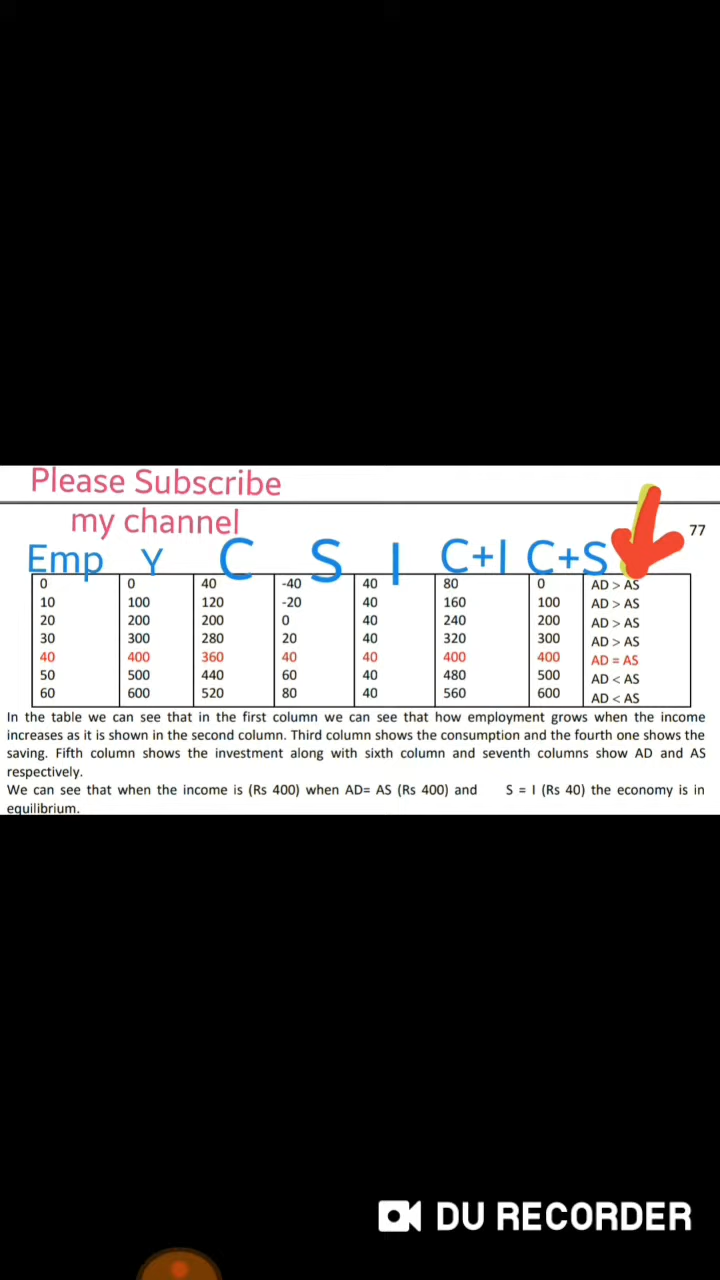 Please Subscribe
my channel
77
Emp Y C S I C+I C+S
0 0 40 -40 40 80 0 AD > AS
10 100 120 -20 40 160 100 AD > AS
20 200 200 0 40 240 200 AD > AS
30 300 280 20 40 320 300 AD > AS
40 400 360 40 40 400 400 AD = AS
50 500 440 60 40 480 500 AD < AS
60 600 520 80 40 560 600 AD < AS
In the table we can see that in the first column we can see that how employment grows when the income
increases as it is shown in the second column. Third column shows the consumption and the fourth one shows the
saving. Fifth column shows the investment along with sixth column and seventh columns show AD and AS
respectively.
We can see that when the income is (Rs 400) when AD= AS (Rs 400) and S = I (Rs 40) the economy is in
equilibrium.
DU RECORDER